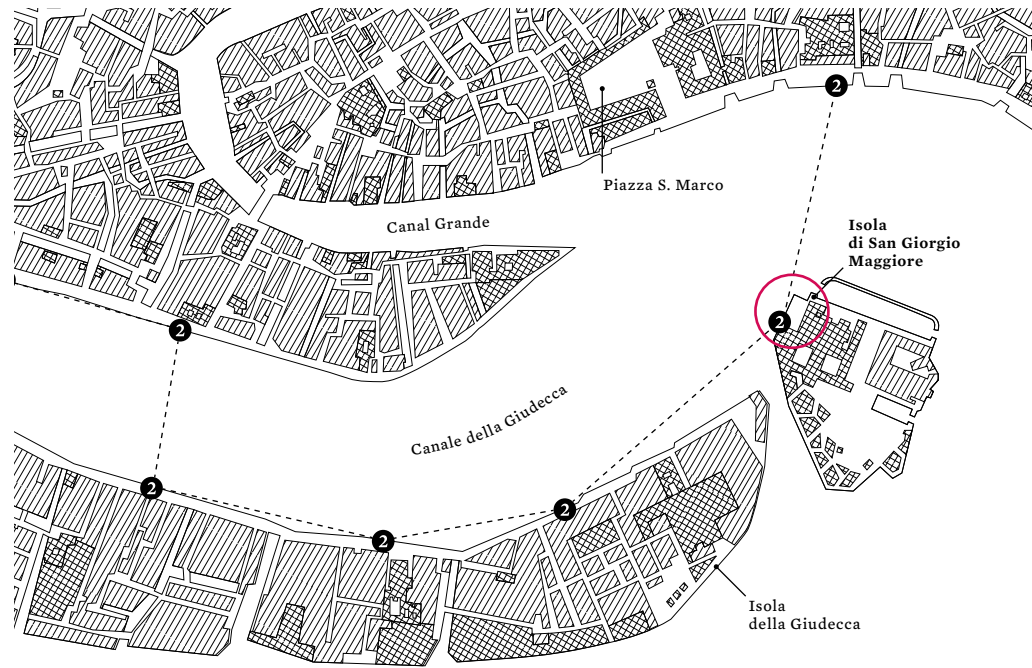 2
Piazza S. Marco
Canal Grande
Isola
di San Giorgio
Maggiore
2
2
Canale della Giudecca
2
2
2
Isola
della Giudecca